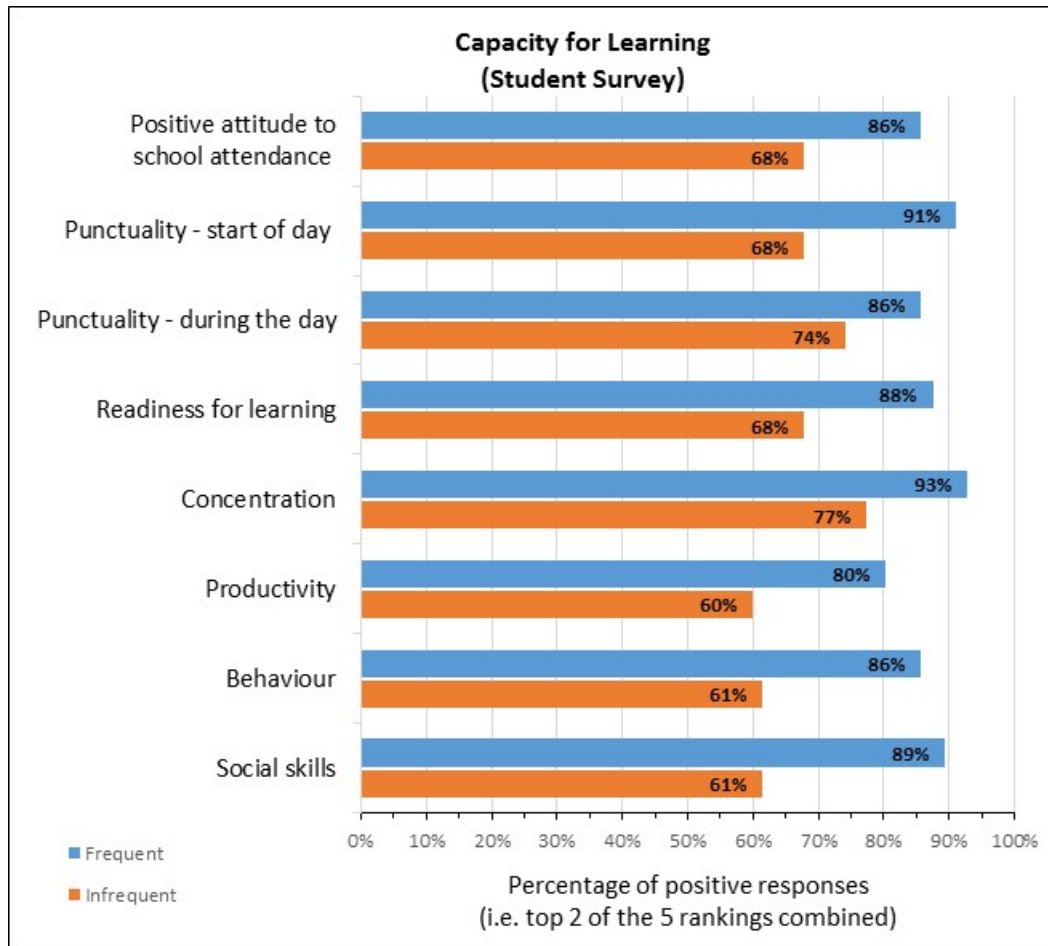 Capacity for Learning
(Student Survey)
Positive attitude to
school attendance
86%
68%
Punctuality - start of day
91%
68%
Punctuality - during the day
86%
74%
Readiness for learning
88%
68%
Concentration
93%
77%
Productivity
80%
60%
Behaviour
86%
61%
Social skills
89%
61%
0% 10% 20% 30% 40% 50% 60% 70% 80% 90% 100%
Frequent
Infrequent
Percentage of positive responses
(i.e. top 2 of the 5 rankings combined)